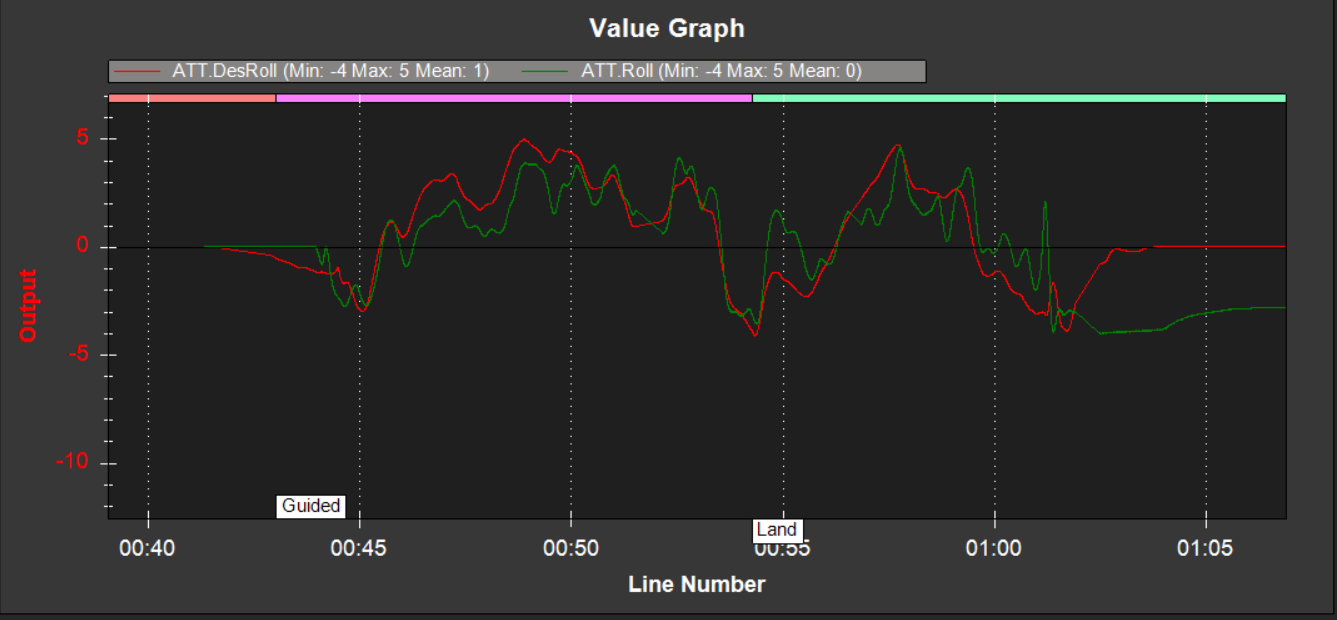 Value Graph
ATT.DesRoll (Min: -4 Max: 5 Mean: 1) ATT.Roll (Min: -4 Max: 5 Mean: 0)
5
0
-5
-10
Output
Guided
Land
00:40 00:45 00:50 00:55 01:00 01:05
Line Number